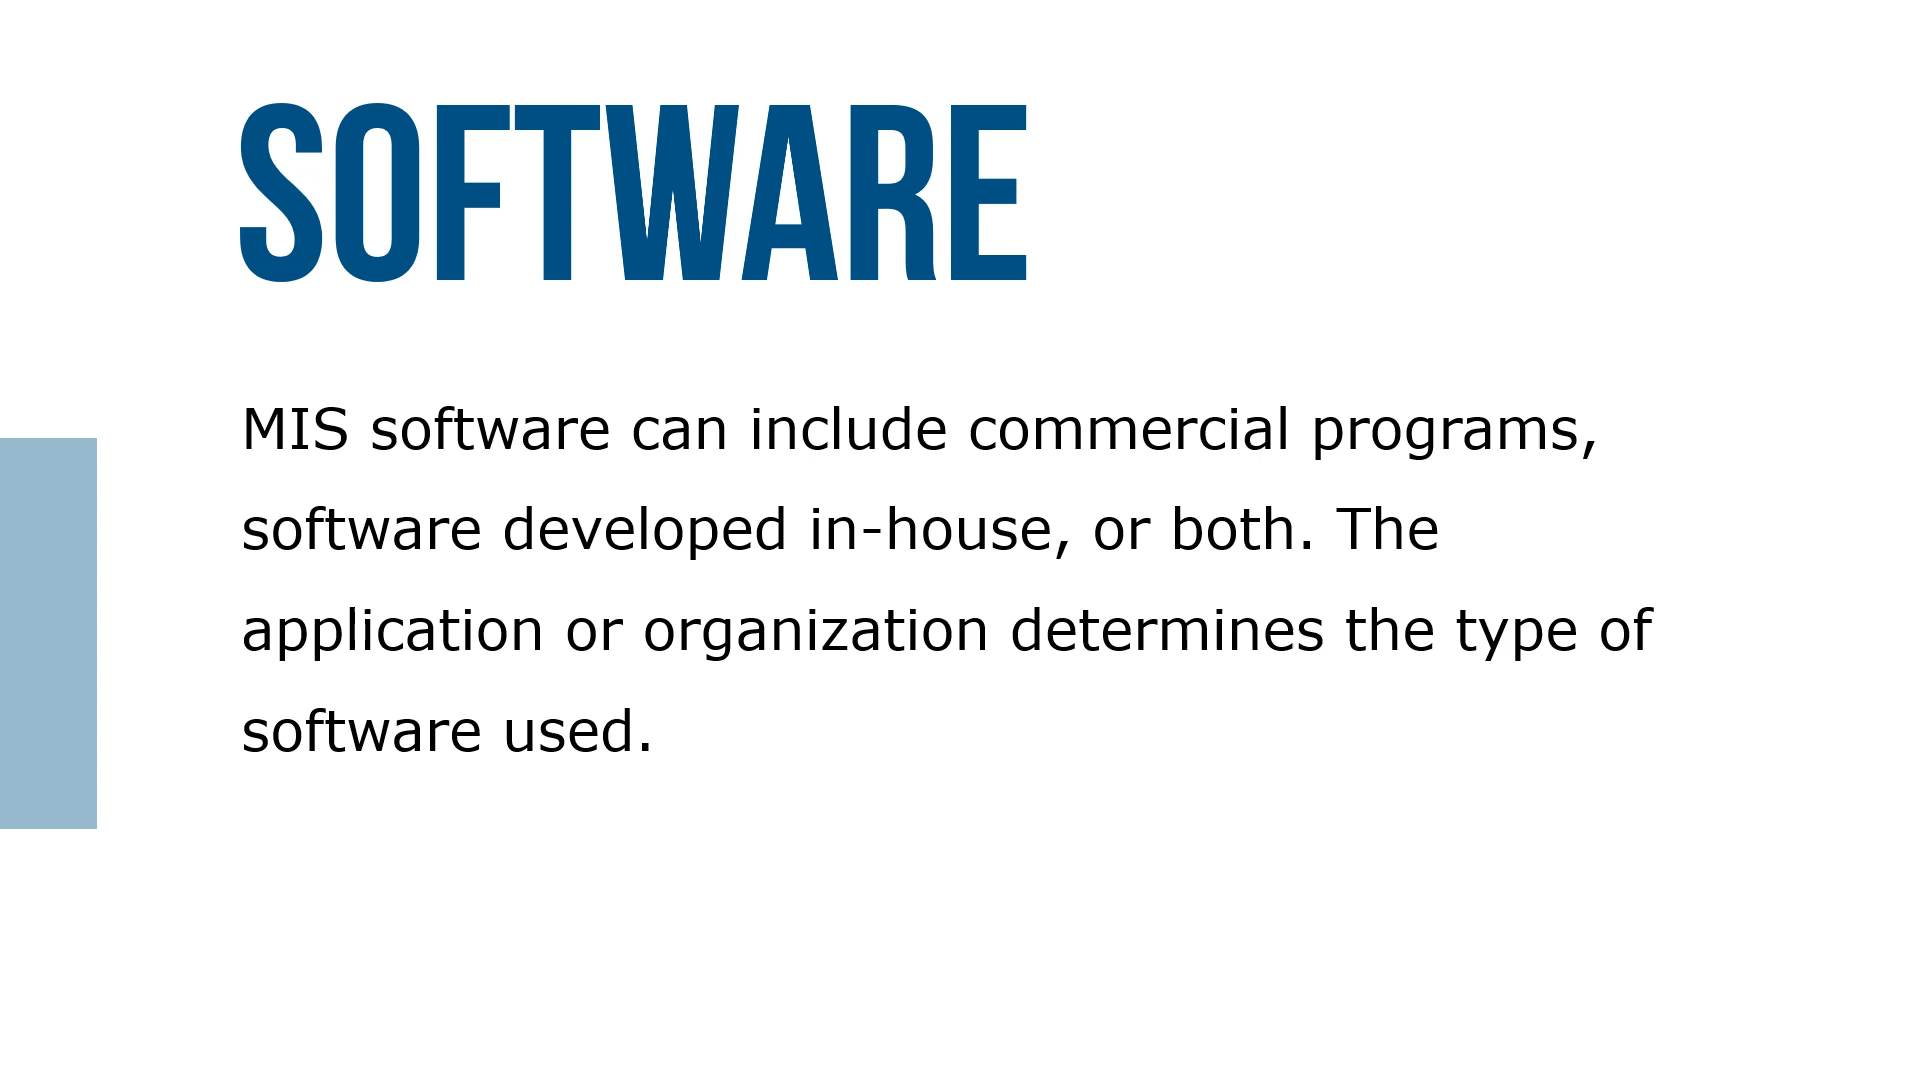 SOFTWARE
MIS software can include commercial programs,
software developed in-house, or both. The
application or organization determines the type of
software used.